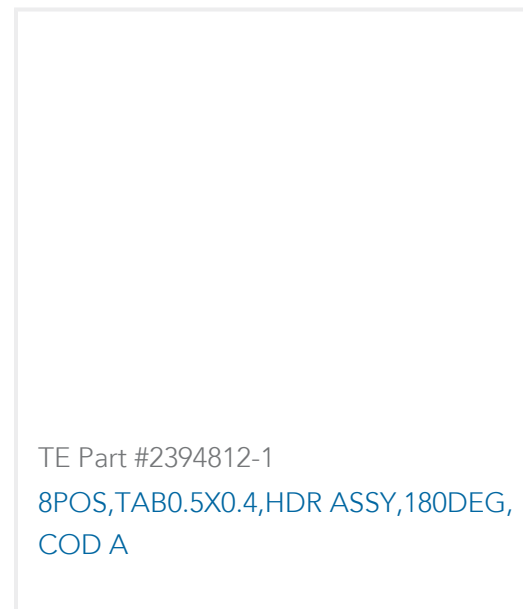 TE Part #2394812-1
8POS,TAB0.5X0.4,HDR ASSY,180DEG,
COD A